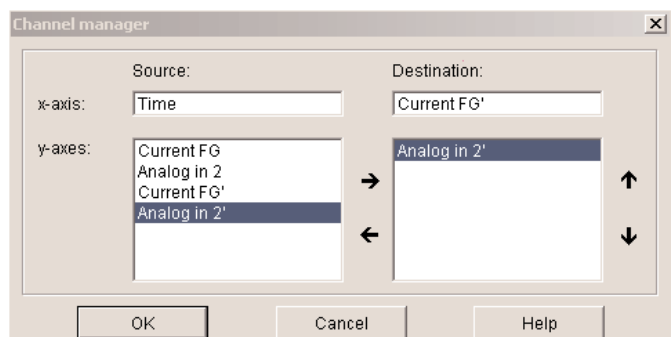 Channel manager
Source:
Destination:
x-axis:
Time
Current FG'
y-axes:
Current FG
Analog in 2
Current FG'
Analog in 2'
Analog in 2'
OK
Cancel
Help